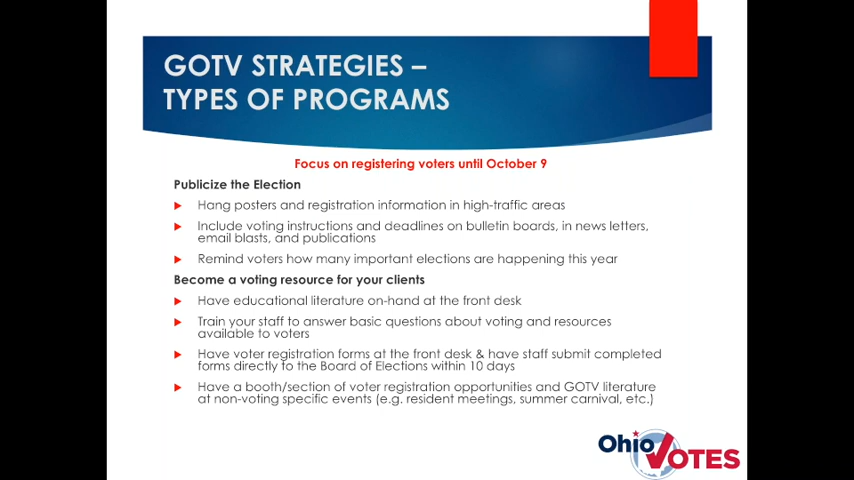 GOTV STRATEGIES –
TYPES OF PROGRAMS
Focus on registering voters until October 9
Publicize the Election
Hang posters and registration information in high-traffic areas
Include voting instructions and deadlines on bulletin boards, in news letters,
email blasts, and publications
Remind voters how many important elections are happening this year
Become a voting resource for your clients
Have educational literature on-hand at the front desk
Train your staff to answer basic questions about voting and resources
available to voters
Have voter registration forms at the front desk & have staff submit completed
forms directly to the Board of Elections within 10 days
Have a booth/section of voter registration opportunities and GOTV literature
at non-voting specific events (e.g. resident meetings, summer carnival, etc.)
Ohio
VOTES